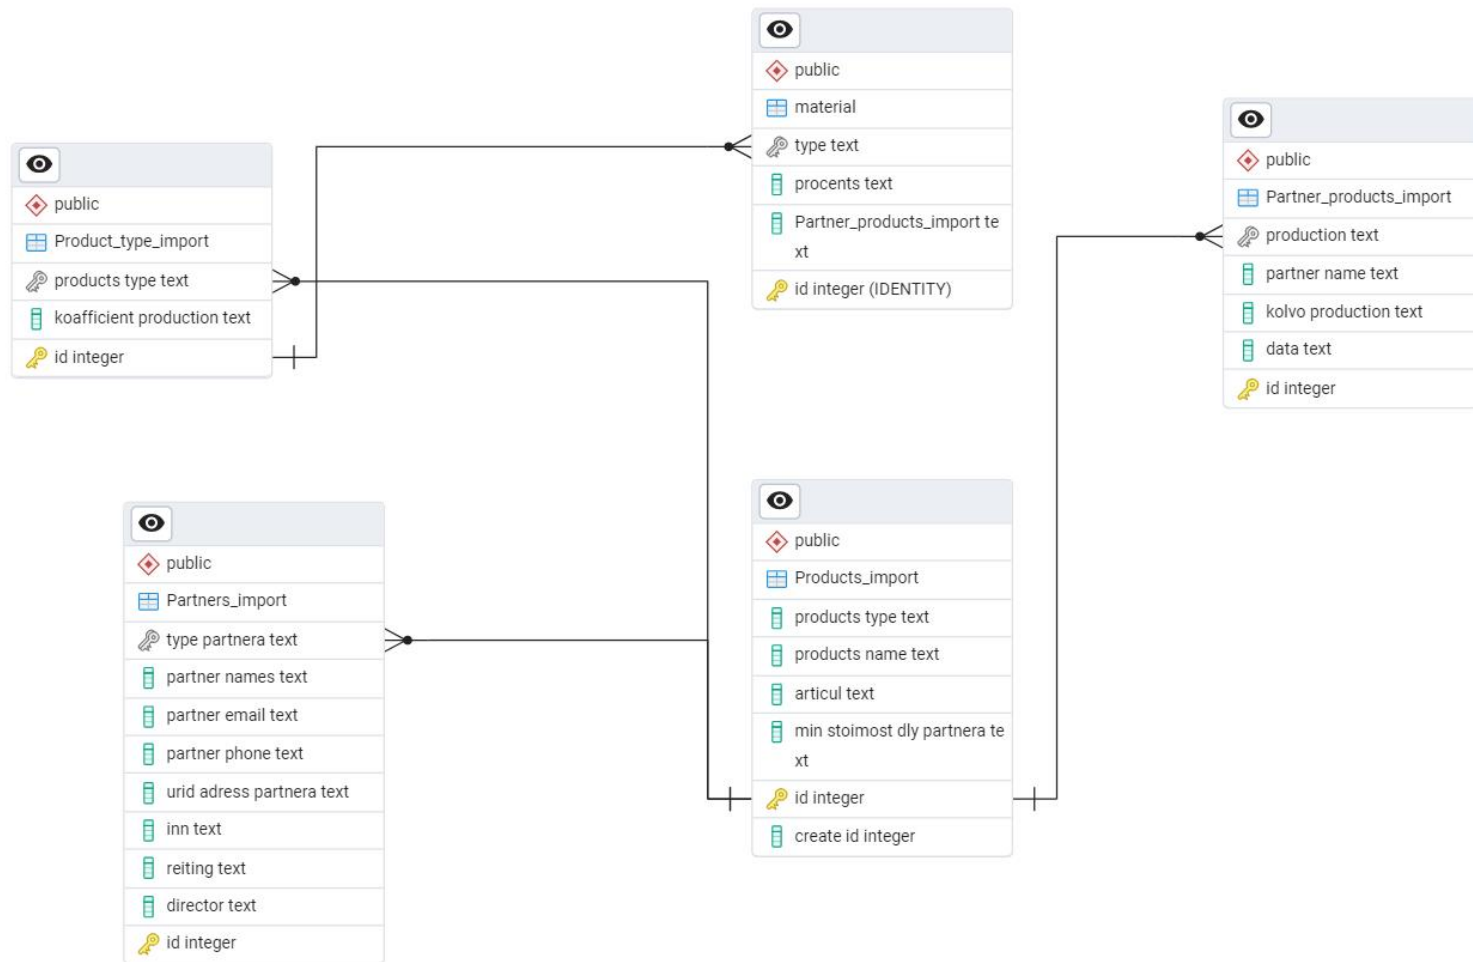 public
Product_type_import
products type text
koafficient production text
id integer
public
material
type text
procents text
Partner_products_import te
xt
id integer (IDENTITY)
public
Partner_products_import
production text
partner name text
kolvo production text
data text
id integer
public
Partners_import
type partnera text
partner names text
partner email text
partner phone text
urid adress partnera text
inn text
reiting text
director text
id integer
public
Products_import
products type text
products name text
articul text
min stoimost dly partnera te
xt
id integer
create id integer